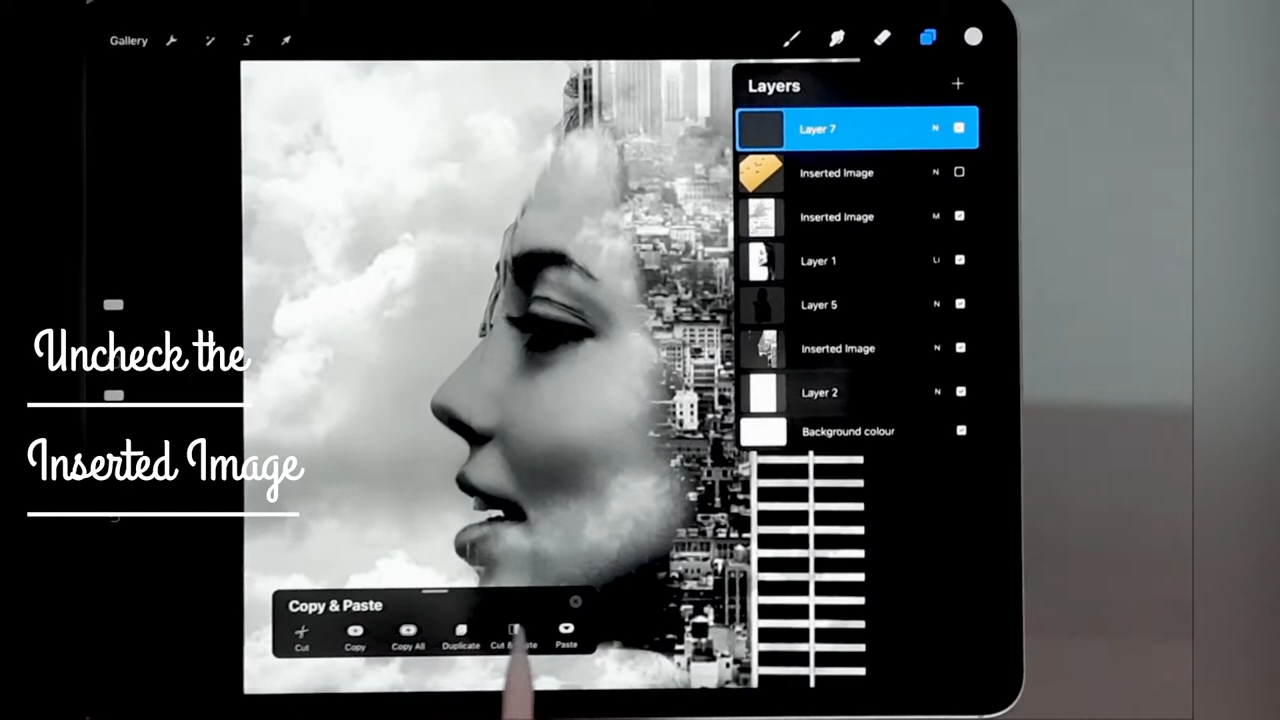 Gallery
Layers
Layer 7 N
Inserted Image N
Inserted Image M
Layer 1 Li
Layer 5 N
Inserted Image N
Layer 2 N
Background colour
Uncheck the
Inserted Image
Copy & Paste
Cut Copy Copy All Duplicate Cut & Paste Paste